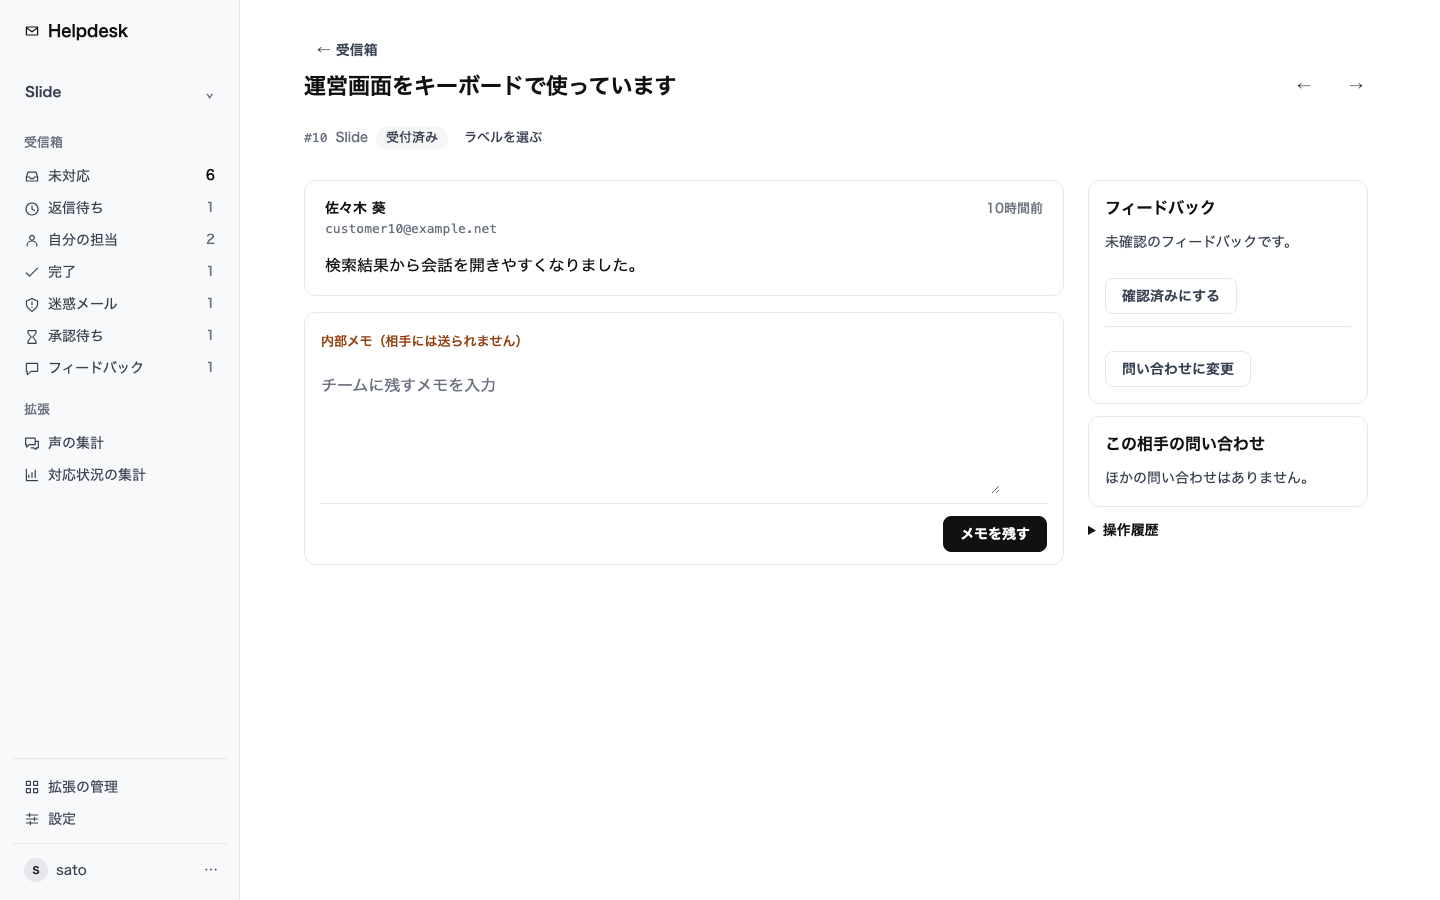 Helpdesk
Slide
受信箱
未対応 6
返信待ち 1
自分の担当 2
完了 1
迷惑メール 1
承認待ち 1
フィードバック 1
拡張
声の集計
対応状況の集計
拡張の管理
設定
S sato ...
← 受信箱
運営画面をキーボードで使っています ← →
#10 Slide 受付済み ラベルを選ぶ
佐々木 葵 10時間前
customer10@example.net
検索結果から会話を開きやすくなりました。
内部メモ（相手には送られません）
チームに残すメモを入力
メモを残す
フィードバック
未確認のフィードバックです。
確認済みにする
問い合わせに変更
この相手の問い合わせ
ほかの問い合わせはありません。
▶ 操作履歴